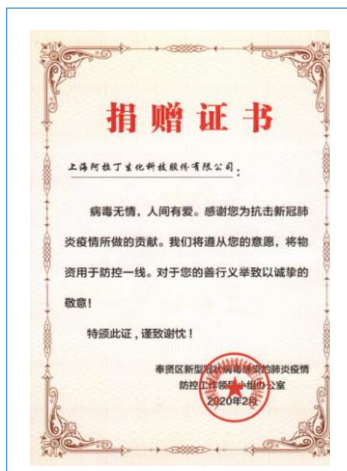 捐赠证书
上海阿拉丁生化科技股份有限公司:
病毒无情，人间有爱。感谢您为抗击新冠肺
炎疫情所做的贡献。我们将遵从您的意愿，将物
资用于防控一线。对于您的善行义举致以诚挚的
敬意！
特颁此证，谨致谢忱！
奉贤区新型冠状病毒感染的肺炎疫情
防控工作领导小组办公室
2020年2月